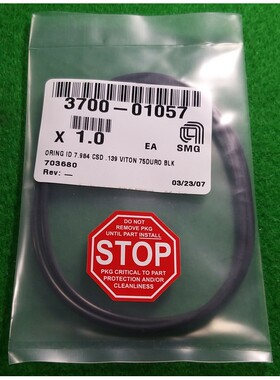 3700-01057
X 1.0
EA
SMG
ORING ID 7.984 CSD .139 VITON 75DURO BLK
703680
Rev: —
03/23/07
DO NOT REMOVE PKG
UNTIL PART INSTALL
STOP
PKG CRITICAL TO PART
PROTECTION AND/OR
CLEANLINESS